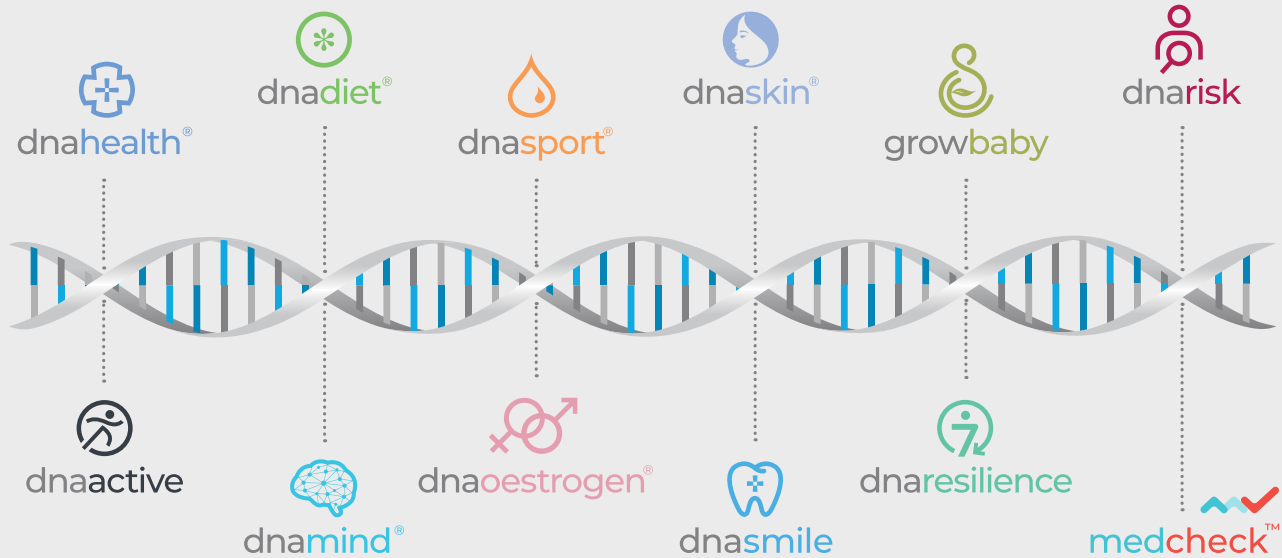 dnahealth®
dnadiet®
dnasport®
dnaskin®
growbaby
dnarisk
dnaactive
dnamind®
dnaoestrogen®
dnasmile
dnaresilience
medcheck™